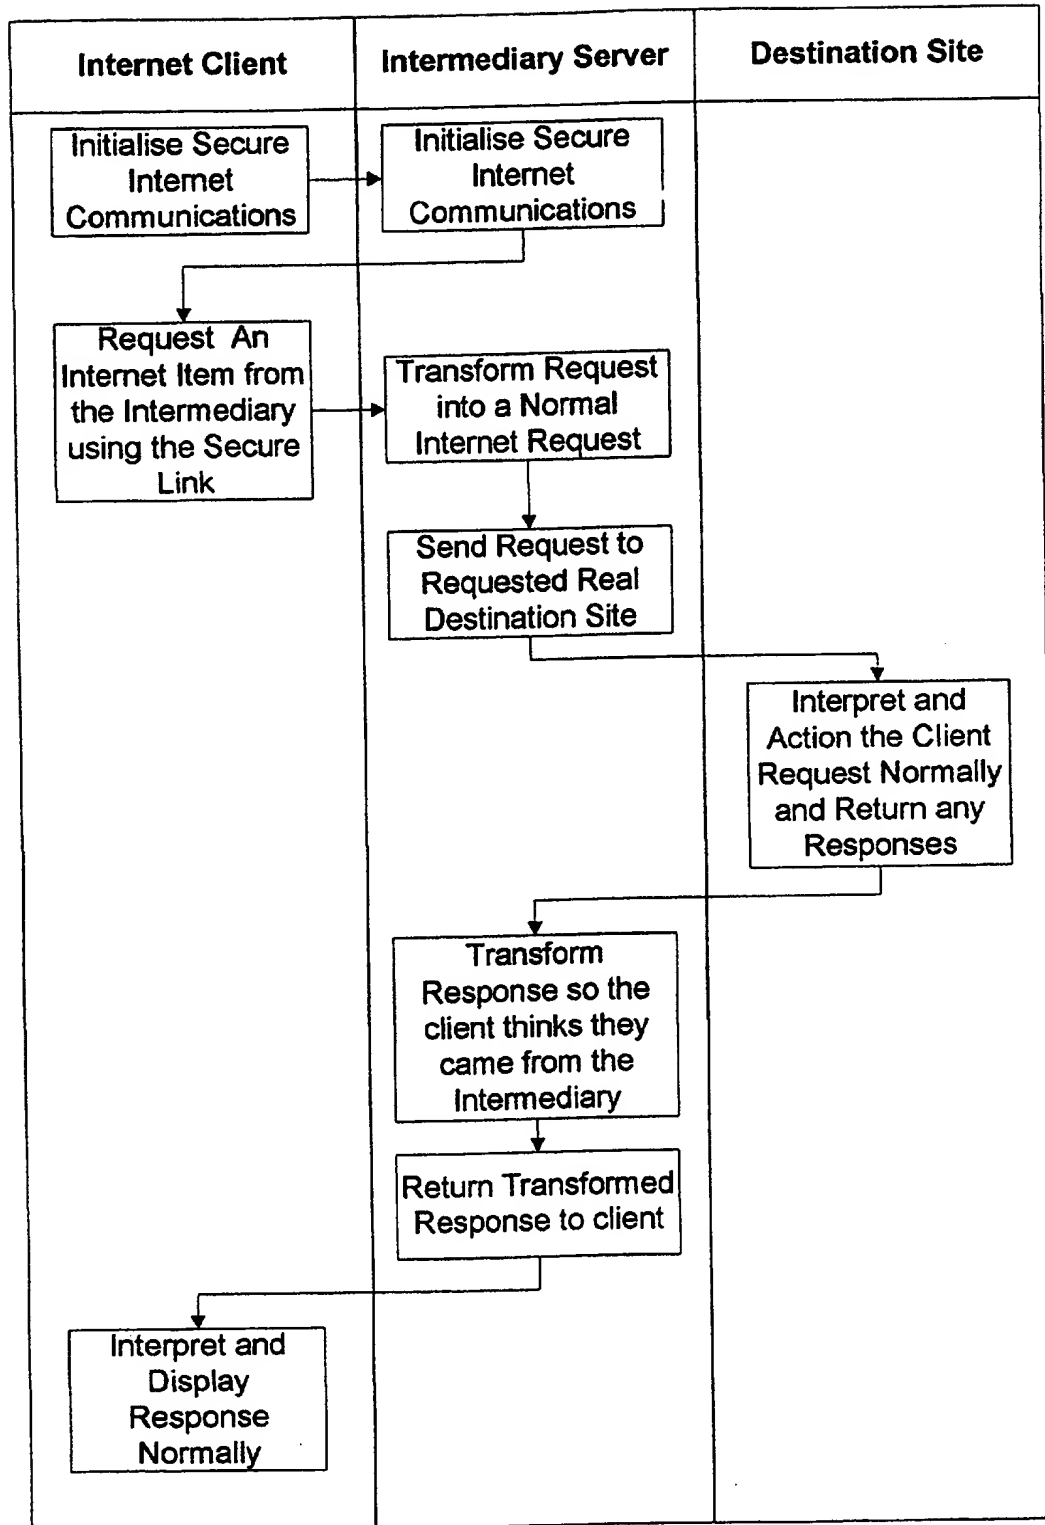 Internet Client
Intermediary Server
Destination Site
Initialise Secure
Internet
Communications
Initialise Secure
Internet
Communications
Request An
Internet Item from
the Intermediary
using the Secure
Link
Transform Request
into a Normal
Internet Request
Send Request to
Requested Real
Destination Site
Interpret and
Action the Client
Request Normally
and Return any
Responses
Transform
Response so the
client thinks they
came from the
Intermediary
Return Transformed
Response to client
Interpret and
Display
Response
Normally